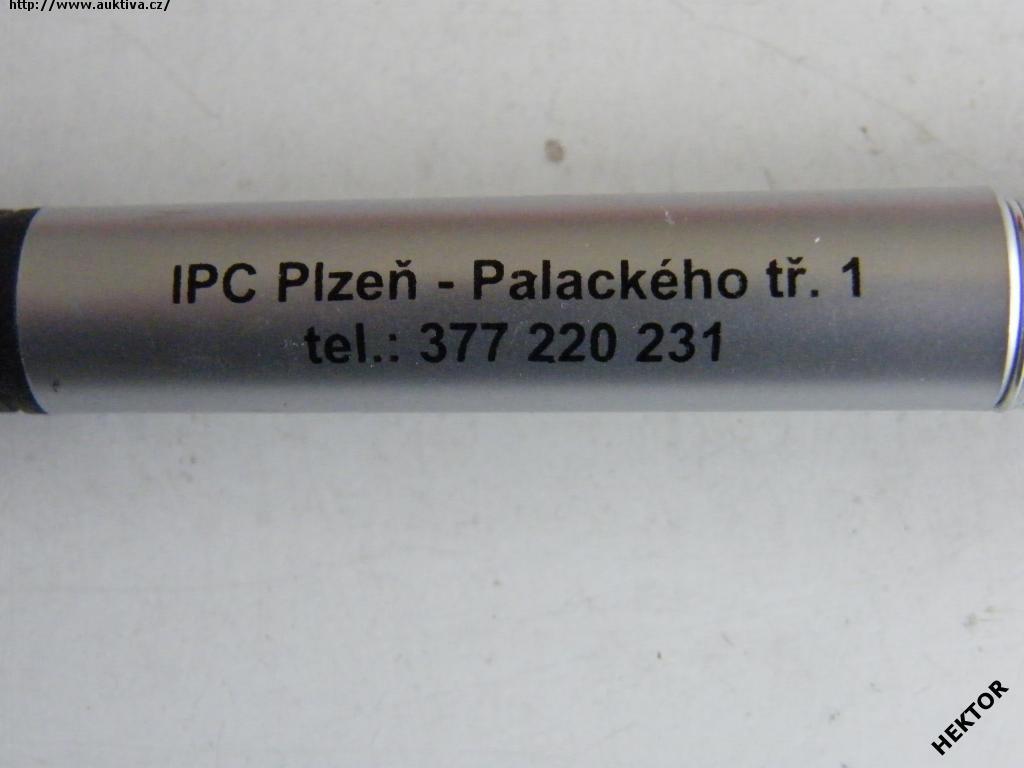 http://www.auktiva.cz/
IPC Plzeň - Palackého tř. 1
tel.: 377 220 231
HEKTOR